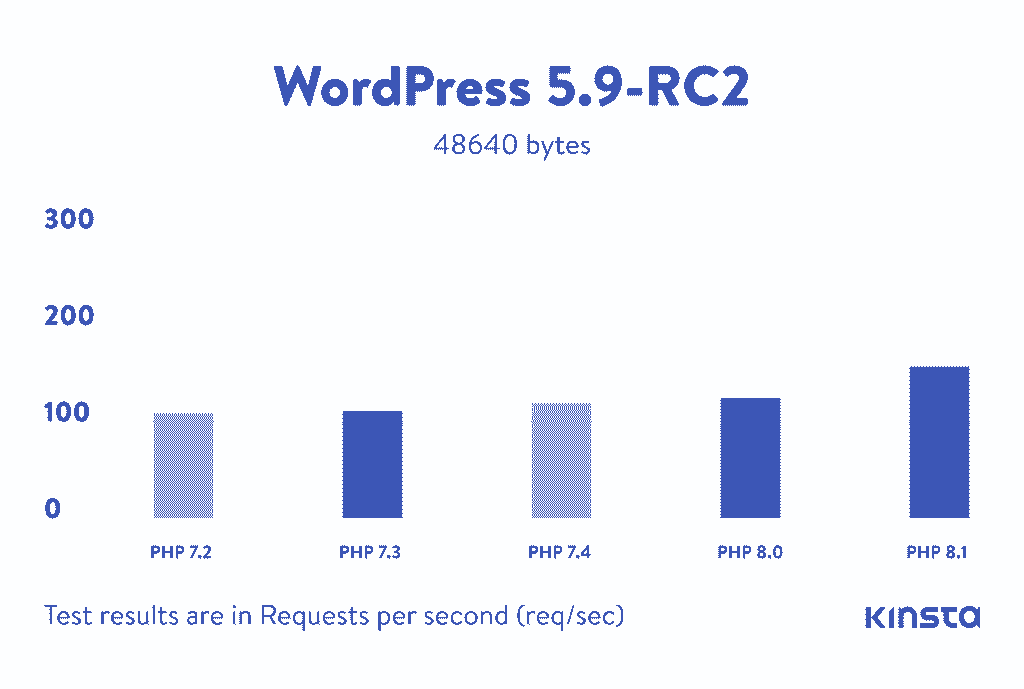 WordPress 5.9-RC2
48640 bytes
300
200
100
0
PHP 7.2
PHP 7.3
PHP 7.4
PHP 8.0
PHP 8.1
Test results are in Requests per second (req/sec)
KINSTA